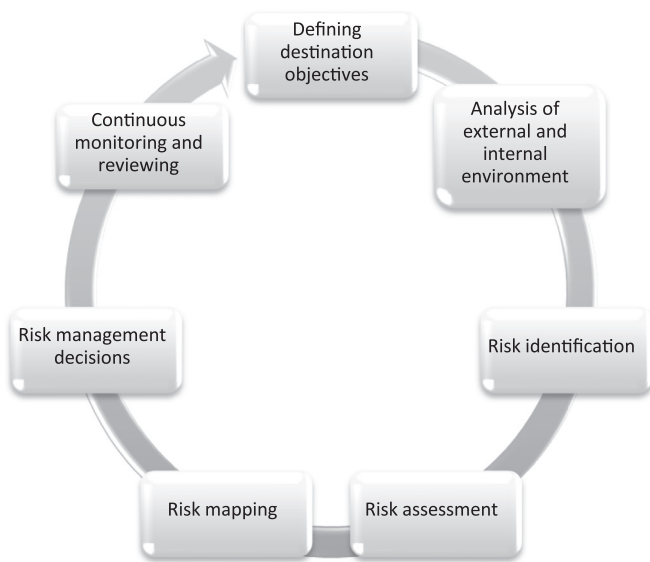 Defining
destination
objectives
Analysis of
external and
internal
environment
Risk identification
Risk assessment
Risk mapping
Risk management
decisions
Continuous
monitoring and
reviewing